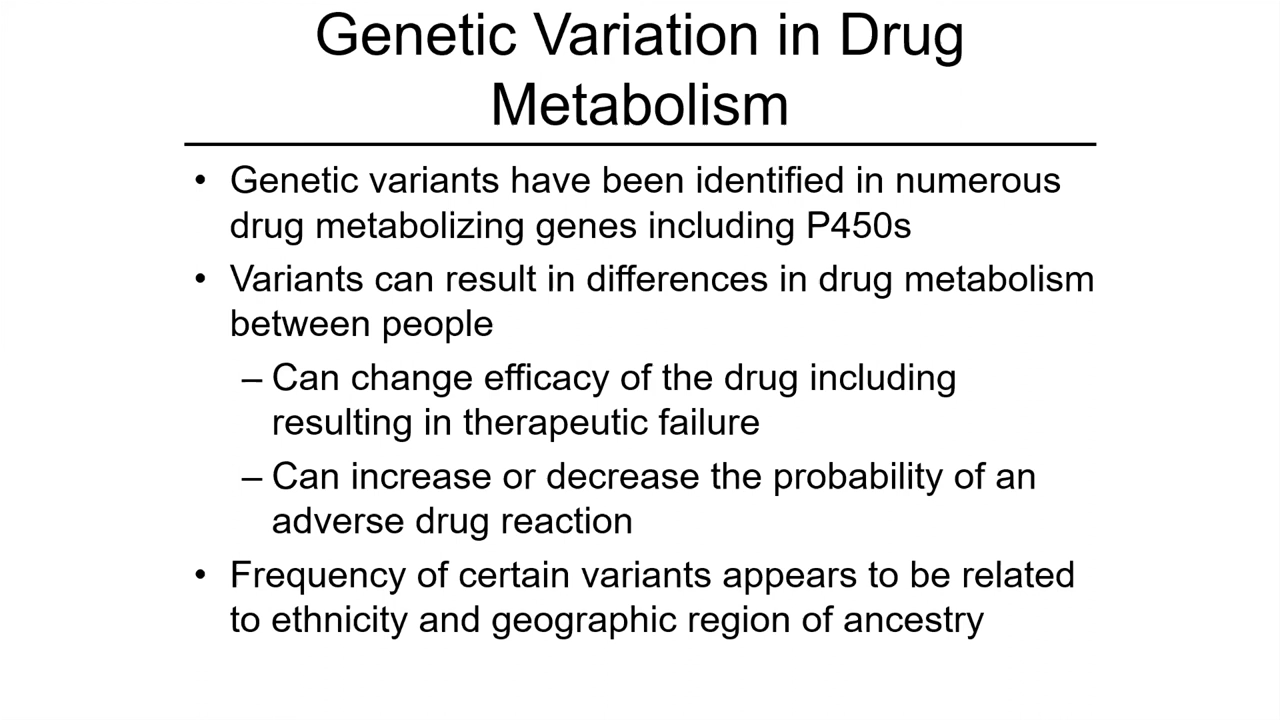 Genetic Variation in Drug
Metabolism
• Genetic variants have been identified in numerous
drug metabolizing genes including P450s
• Variants can result in differences in drug metabolism
between people
– Can change efficacy of the drug including
resulting in therapeutic failure
– Can increase or decrease the probability of an
adverse drug reaction
• Frequency of certain variants appears to be related
to ethnicity and geographic region of ancestry